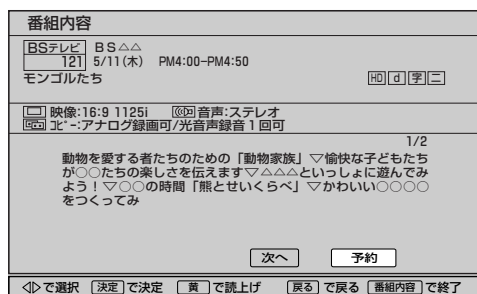 番組内容
BSテレビ BS△△
121 5/11(木) PM4:00-PM4:50
モンゴルたち HD d 字 二
映像:16:9 1125i 音声:ステレオ
コピー:アナログ録画可/光音声録音1回可
1/2
動物を愛する者たちのための「動物家族」▽愉快な子どもたち
が○○たちの楽しさを伝えます▽△△△といっしょに遊んでみ
よう!▽○○の時間「熊とせいくらべ」▽かわいい○○○○
をつくってみ
次へ 予約
◁▷で選択 決定で決定 黄で読上げ 戻るで戻る 番組内容で終了